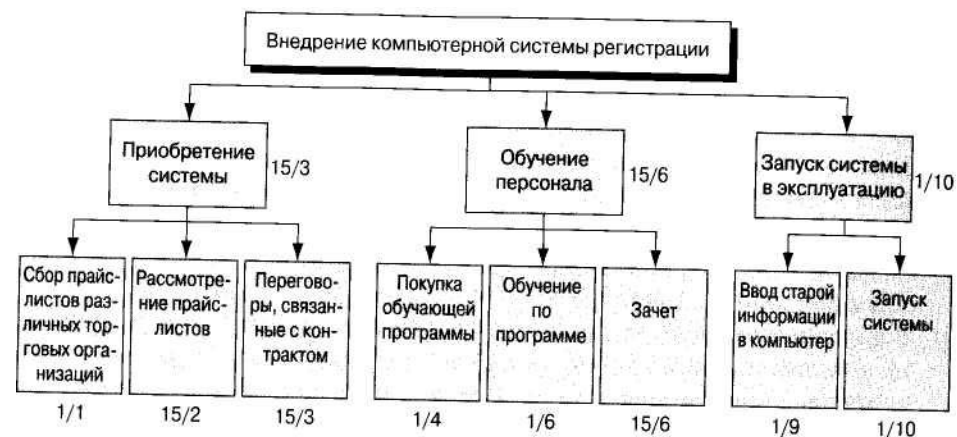 Внедрение компьютерной системы регистрации
Приобретение
системы
15/3
Обучение
персонала
15/6
Запуск системы
в эксплуатацию
1/10
Сбор прайс-
листов раз-
личных тор-
говых орга-
низаций
1/1
Рассмотре-
ние прайс-
листов
15/2
Перегово-
ры, связан-
ные с кон-
трактом
15/3
Покупка
обучающей
программы
1/4
Обучение
по
программе
1/6
Зачет
15/6
Ввод старой
информации
в компьютер
1/9
Запуск
системы
1/10